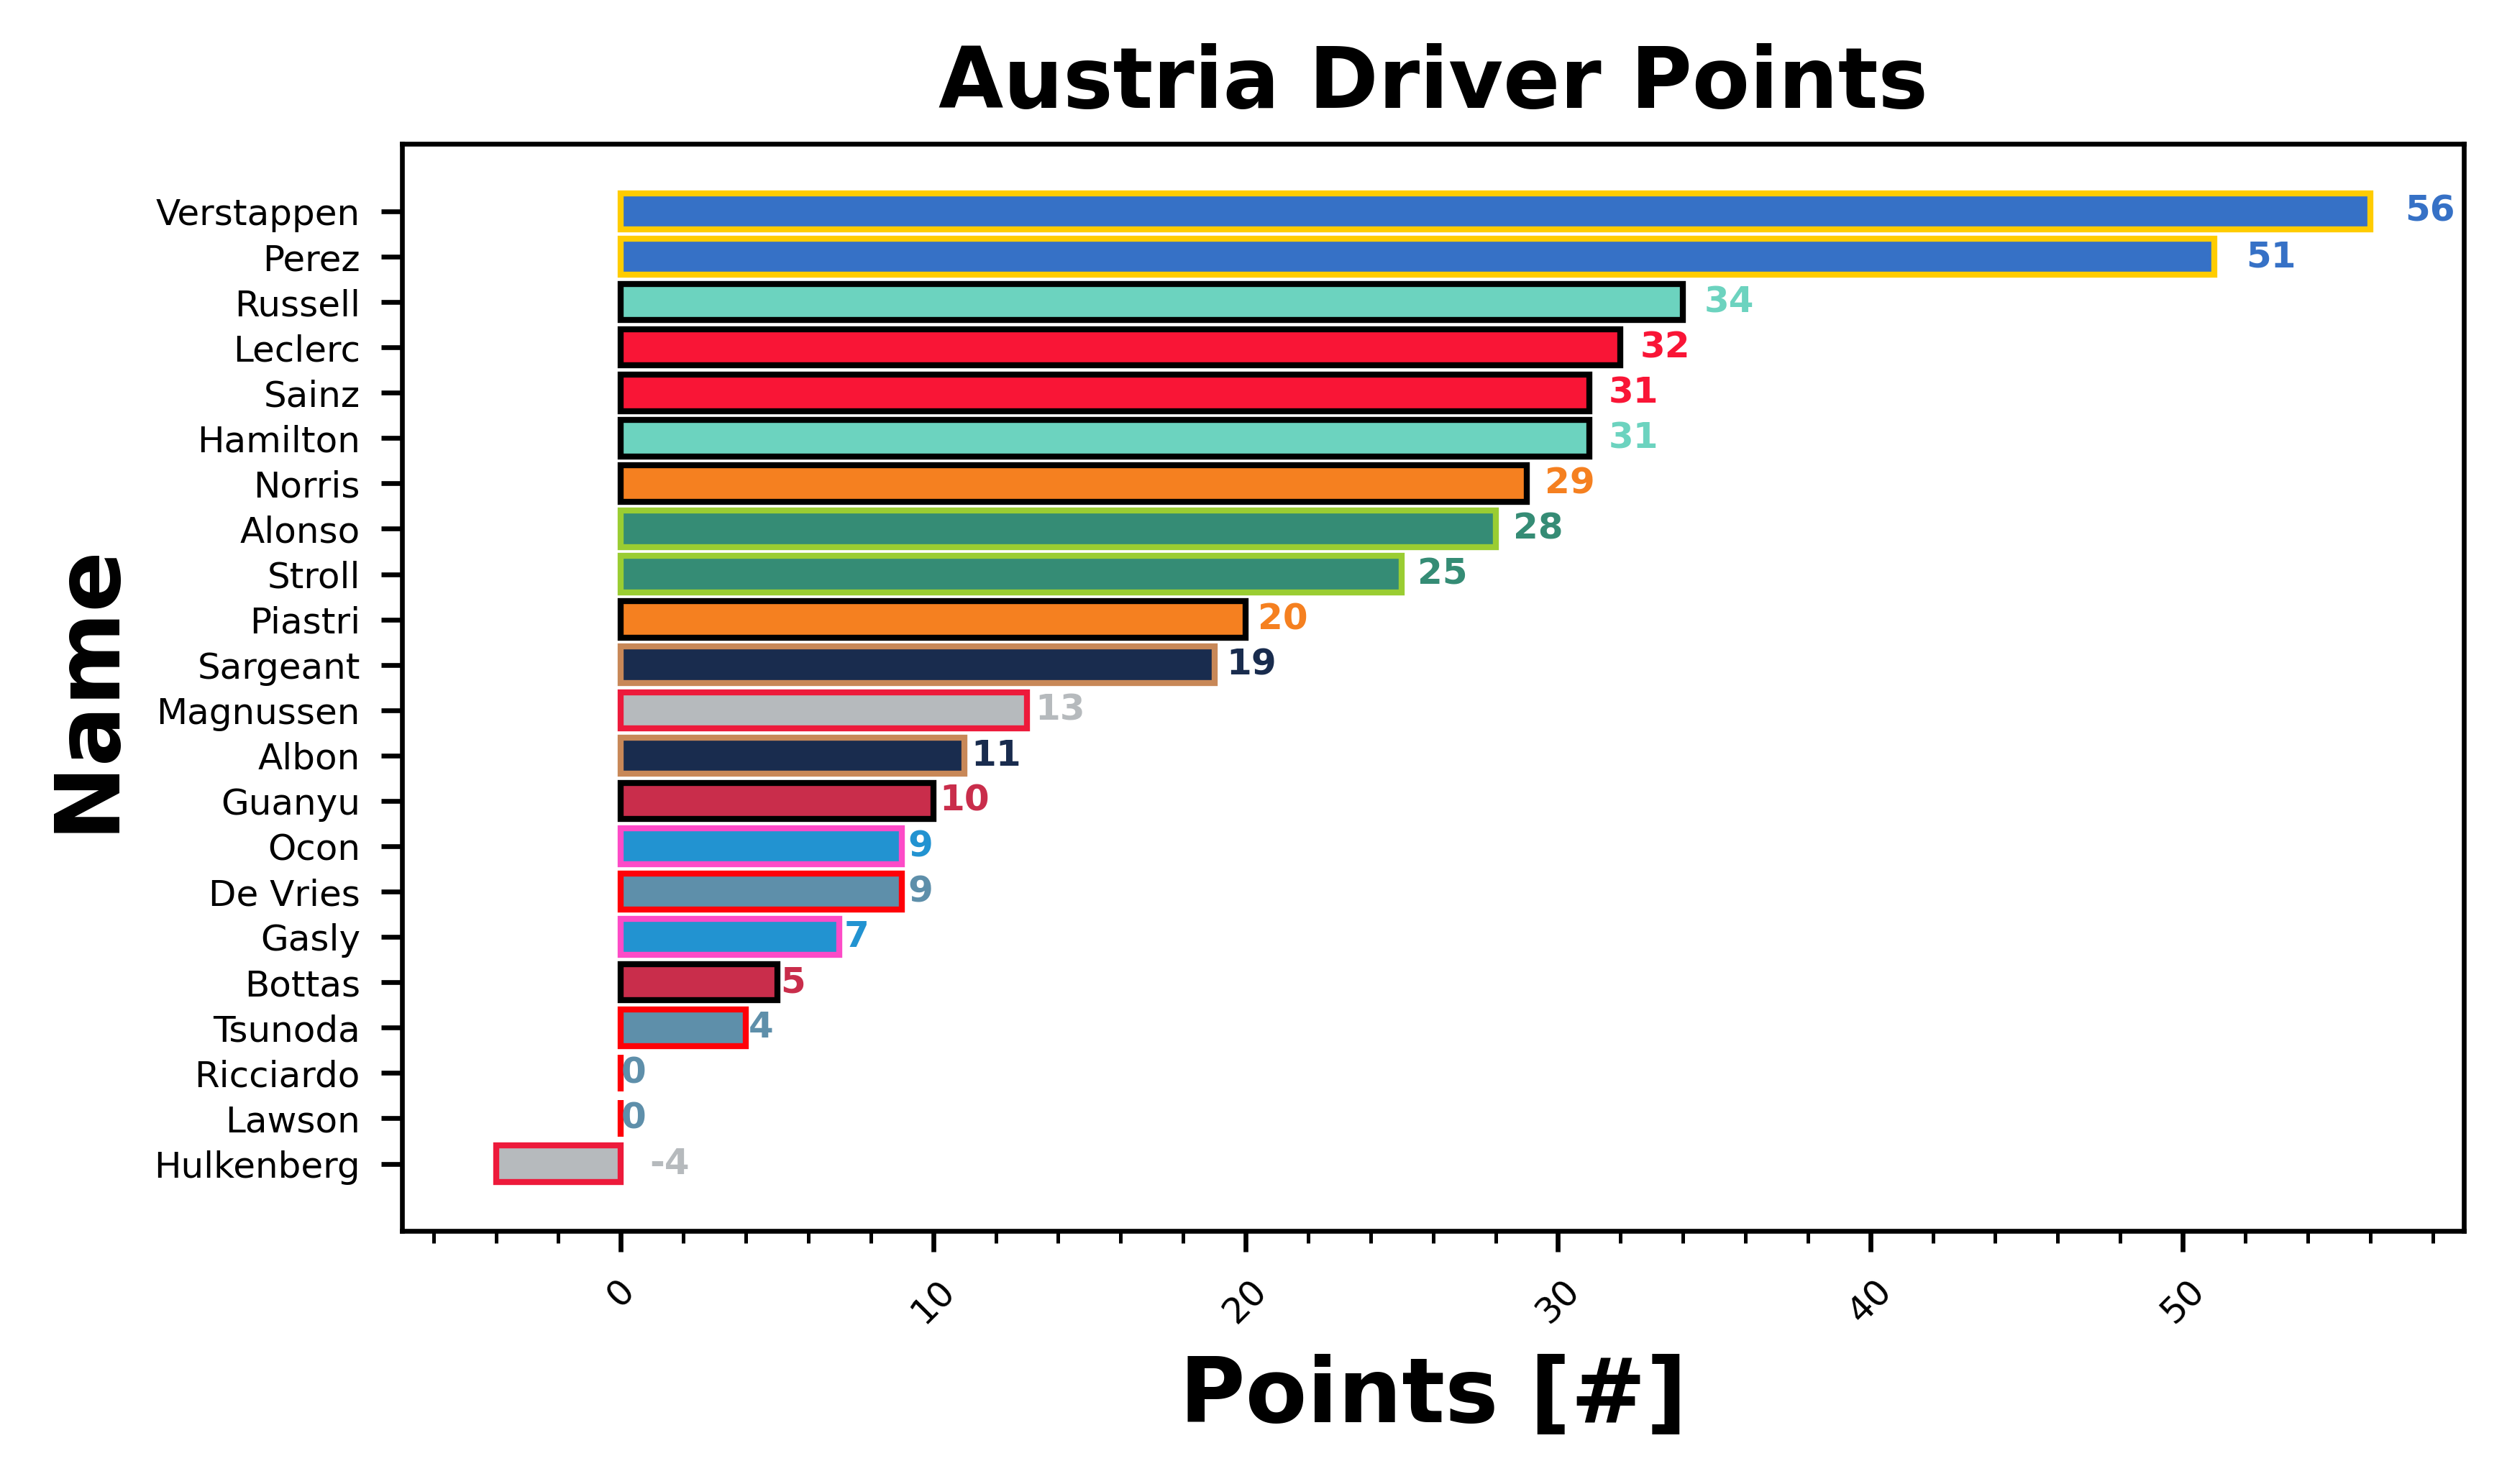 Austria Driver Points
Name
Verstappen 56
Perez 51
Russell 34
Leclerc 32
Sainz 31
Hamilton 31
Norris 29
Alonso 28
Stroll 25
Piastri 20
Sargeant 19
Magnussen 13
Albon 11
Guanyu 10
Ocon 9
De Vries 9
Gasly 7
Bottas 5
Tsunoda 4
Ricciardo 0
Lawson 0
Hulkenberg -4
0 10 20 30 40 50
Points [#]